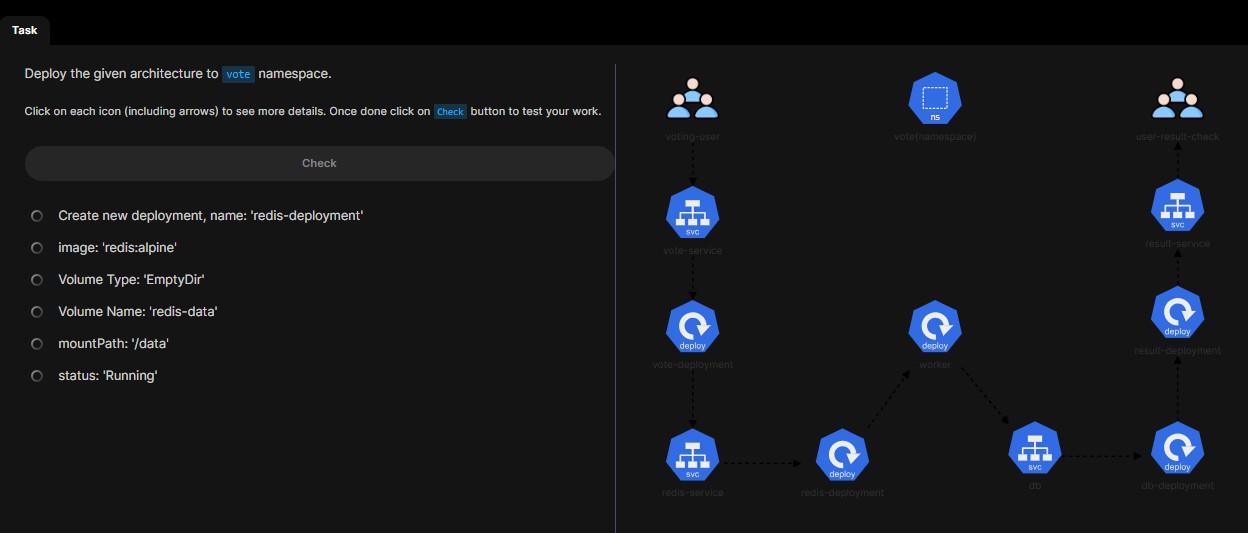 Task
Deploy the given architecture to vote namespace.
Click on each icon (including arrows) to see more details. Once done click on Check button to test your work.
Check
Create new deployment, name: 'redis-deployment'
image: 'redis:alpine'
Volume Type: 'EmptyDir'
Volume Name: 'redis-data'
mountPath: '/data'
status: 'Running'
voting-user
ns
vote(namespace)
user-result-check
svc
vote-service
svc
result-service
deploy
vote-deployment
deploy
worker
deploy
result-deployment
svc
redis-service
deploy
redis-deployment
svc
db
deploy
db-deployment